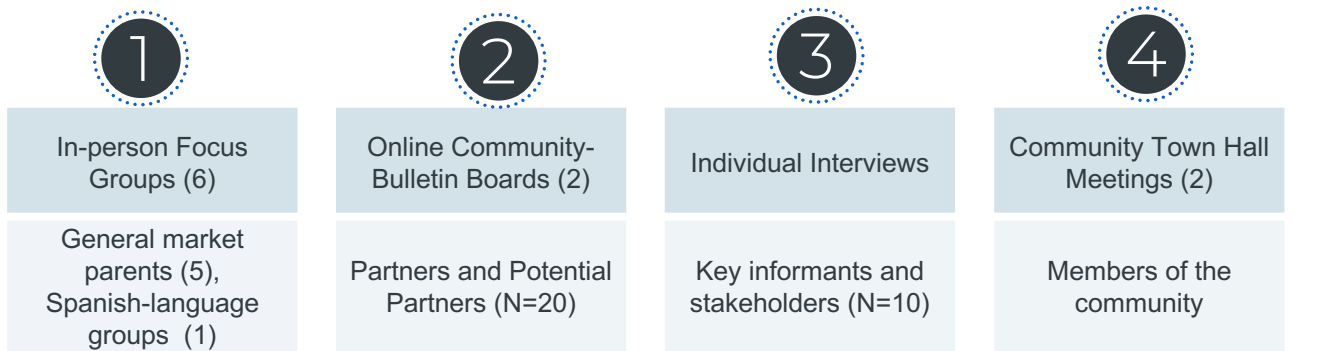 1
2
3
4
In-person Focus
Groups (6)
Online Community-
Bulletin Boards (2)
Individual Interviews
Community Town Hall
Meetings (2)
General market
parents (5),
Spanish-language
groups (1)
Partners and Potential
Partners (N=20)
Key informants and
stakeholders (N=10)
Members of the
community